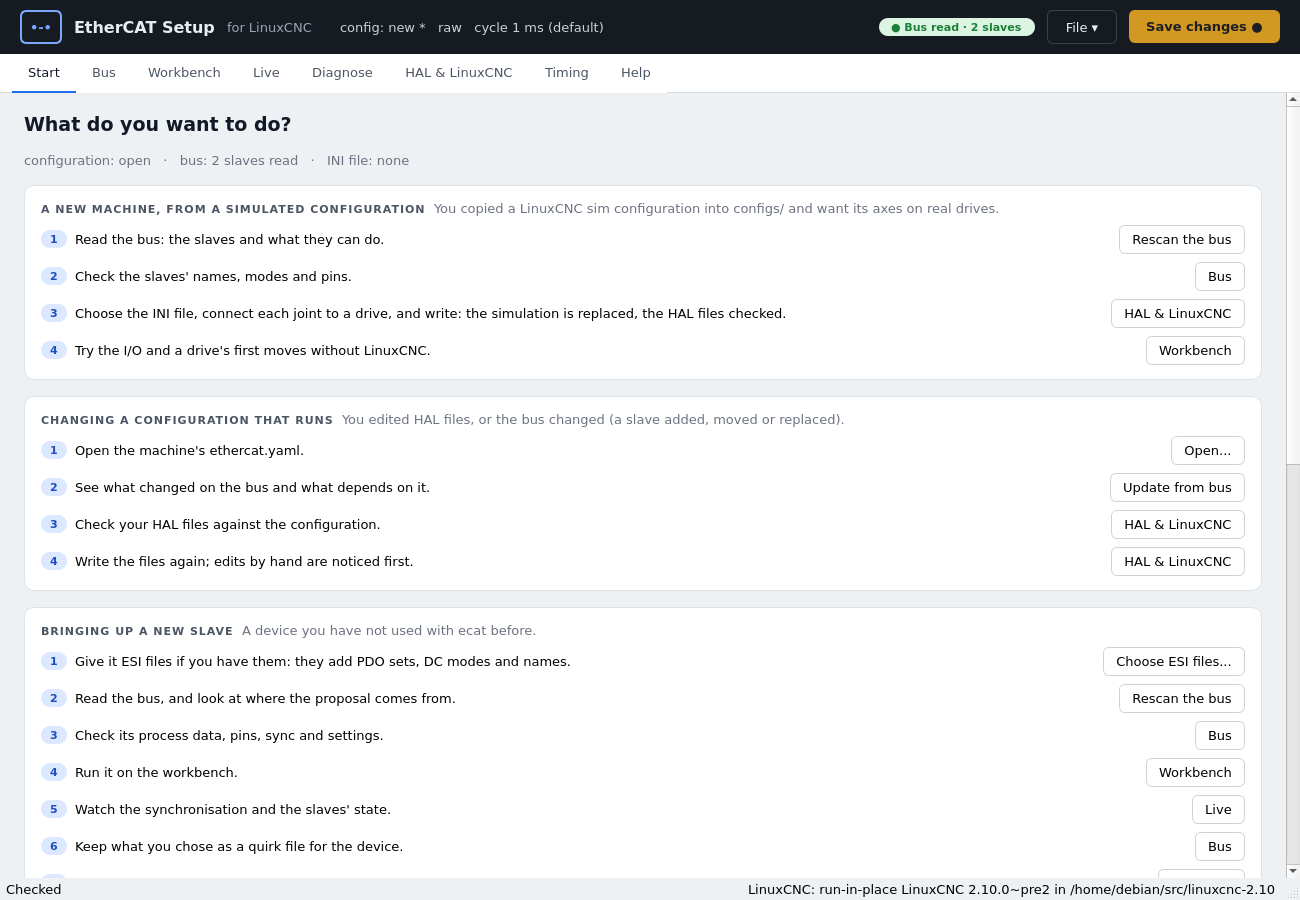 EtherCAT Setup for LinuxCNC config: new * raw cycle 1 ms (default) ● Bus read · 2 slaves File ▾ Save changes ●
Start Bus Workbench Live Diagnose HAL & LinuxCNC Timing Help
What do you want to do?
configuration: open · bus: 2 slaves read · INI file: none
A NEW MACHINE, FROM A SIMULATED CONFIGURATION You copied a LinuxCNC sim configuration into configs/ and want its axes on real drives.
1 Read the bus: the slaves and what they can do. Rescan the bus
2 Check the slaves' names, modes and pins. Bus
3 Choose the INI file, connect each joint to a drive, and write: the simulation is replaced, the HAL files checked. HAL & LinuxCNC
4 Try the I/O and a drive's first moves without LinuxCNC. Workbench
CHANGING A CONFIGURATION THAT RUNS You edited HAL files, or the bus changed (a slave added, moved or replaced).
1 Open the machine's ethercat.yaml. Open...
2 See what changed on the bus and what depends on it. Update from bus
3 Check your HAL files against the configuration. HAL & LinuxCNC
4 Write the files again; edits by hand are noticed first. HAL & LinuxCNC
BRINGING UP A NEW SLAVE A device you have not used with ecat before.
1 Give it ESI files if you have them: they add PDO sets, DC modes and names. Choose ESI files...
2 Read the bus, and look at where the proposal comes from. Rescan the bus
3 Check its process data, pins, sync and settings. Bus
4 Run it on the workbench. Workbench
5 Watch the synchronisation and the slaves' state. Live
6 Keep what you chose as a quirk file for the device. Bus
Checked LinuxCNC: run-in-place LinuxCNC 2.10.0~pre2 in /home/debian/src/linuxcnc-2.10